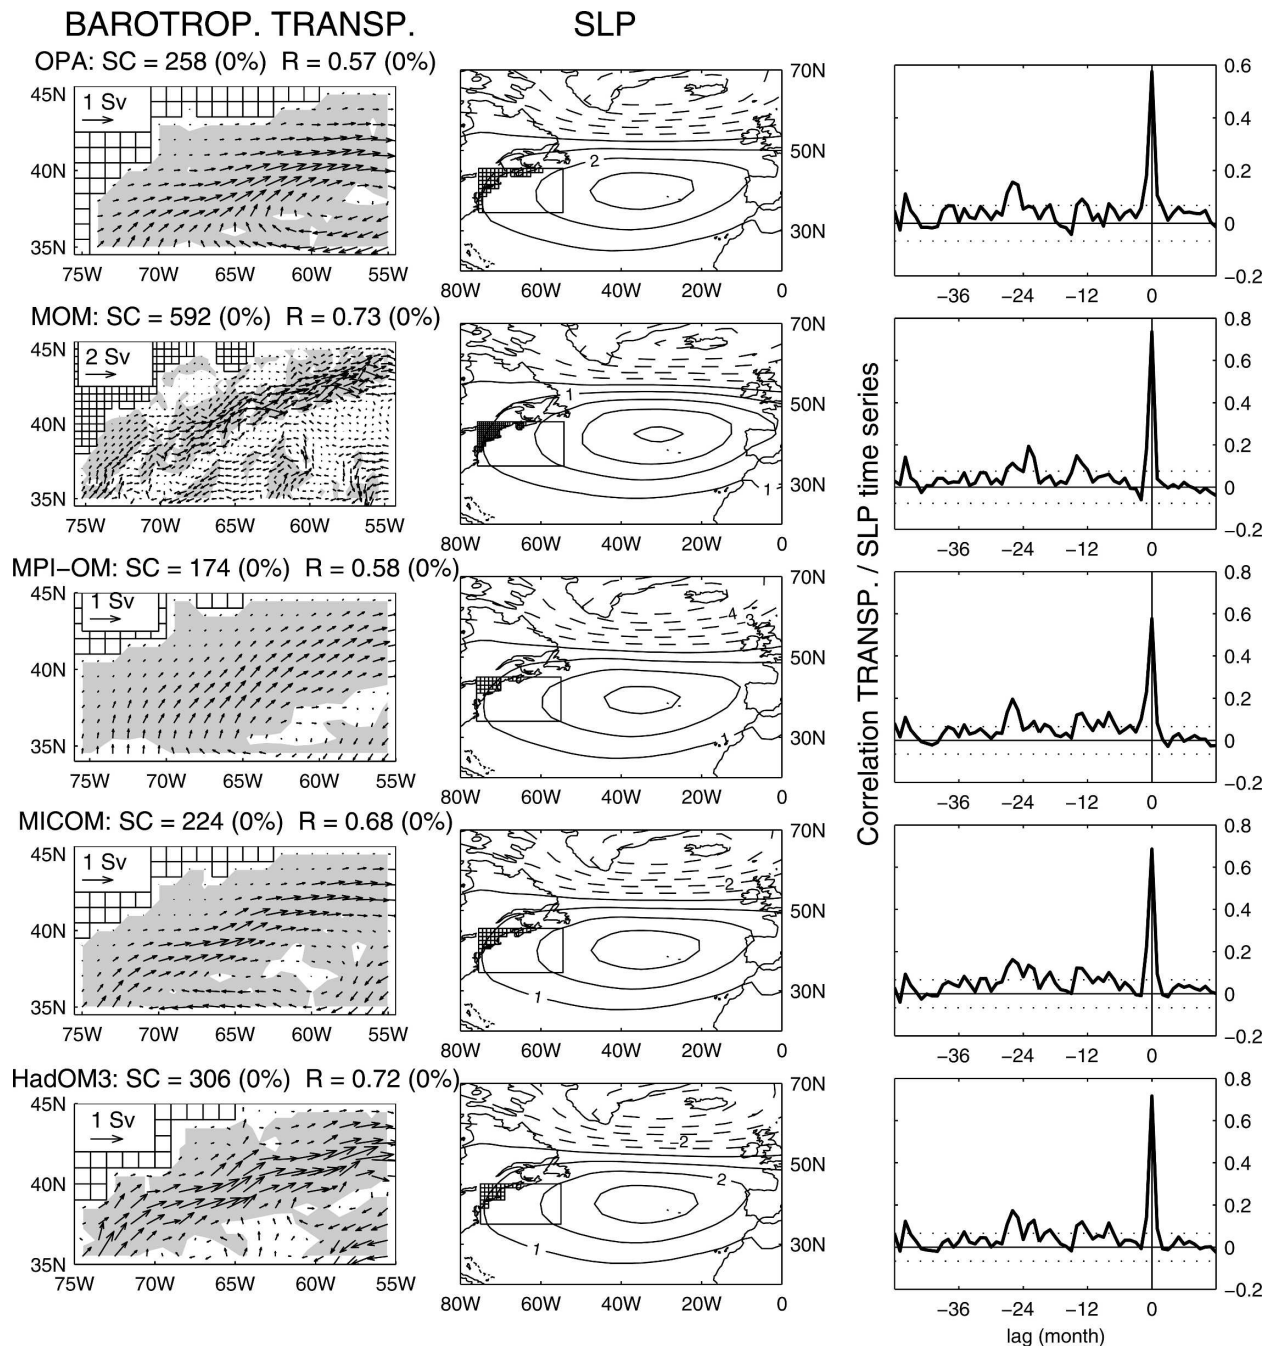 BAROTROP. TRANSP.
SLP
OPA: SC = 258 (0%) R = 0.57 (0%)
1 Sv
45N
40N
35N
75W 70W 65W 60W 55W
2
70N
50N
30N
80W 60W 40W 20W 0
0.6
0.4
0.2
0
−0.2
−36 −24 −12 0
MOM: SC = 592 (0%) R = 0.73 (0%)
2 Sv
45N
40N
35N
75W 70W 65W 60W 55W
1
1
70N
50N
30N
80W 60W 40W 20W 0
0.8
0.6
0.4
0.2
0
−0.2
−36 −24 −12 0
MPI−OM: SC = 174 (0%) R = 0.58 (0%)
1 Sv
45N
40N
35N
75W 70W 65W 60W 55W
−4
3
1
70N
50N
30N
80W 60W 40W 20W 0
0.8
0.6
0.4
0.2
0
−0.2
−36 −24 −12 0
MICOM: SC = 224 (0%) R = 0.68 (0%)
1 Sv
45N
40N
35N
75W 70W 65W 60W 55W
−2
1
70N
50N
30N
80W 60W 40W 20W 0
0.8
0.6
0.4
0.2
0
−0.2
−36 −24 −12 0
HadOM3: SC = 306 (0%) R = 0.72 (0%)
1 Sv
45N
40N
35N
75W 70W 65W 60W 55W
−2
2
1
70N
50N
30N
80W 60W 40W 20W 0
0.8
0.6
0.4
0.2
0
−0.2
−36 −24 −12 0
lag (month)
Correlation TRANSP. / SLP time series